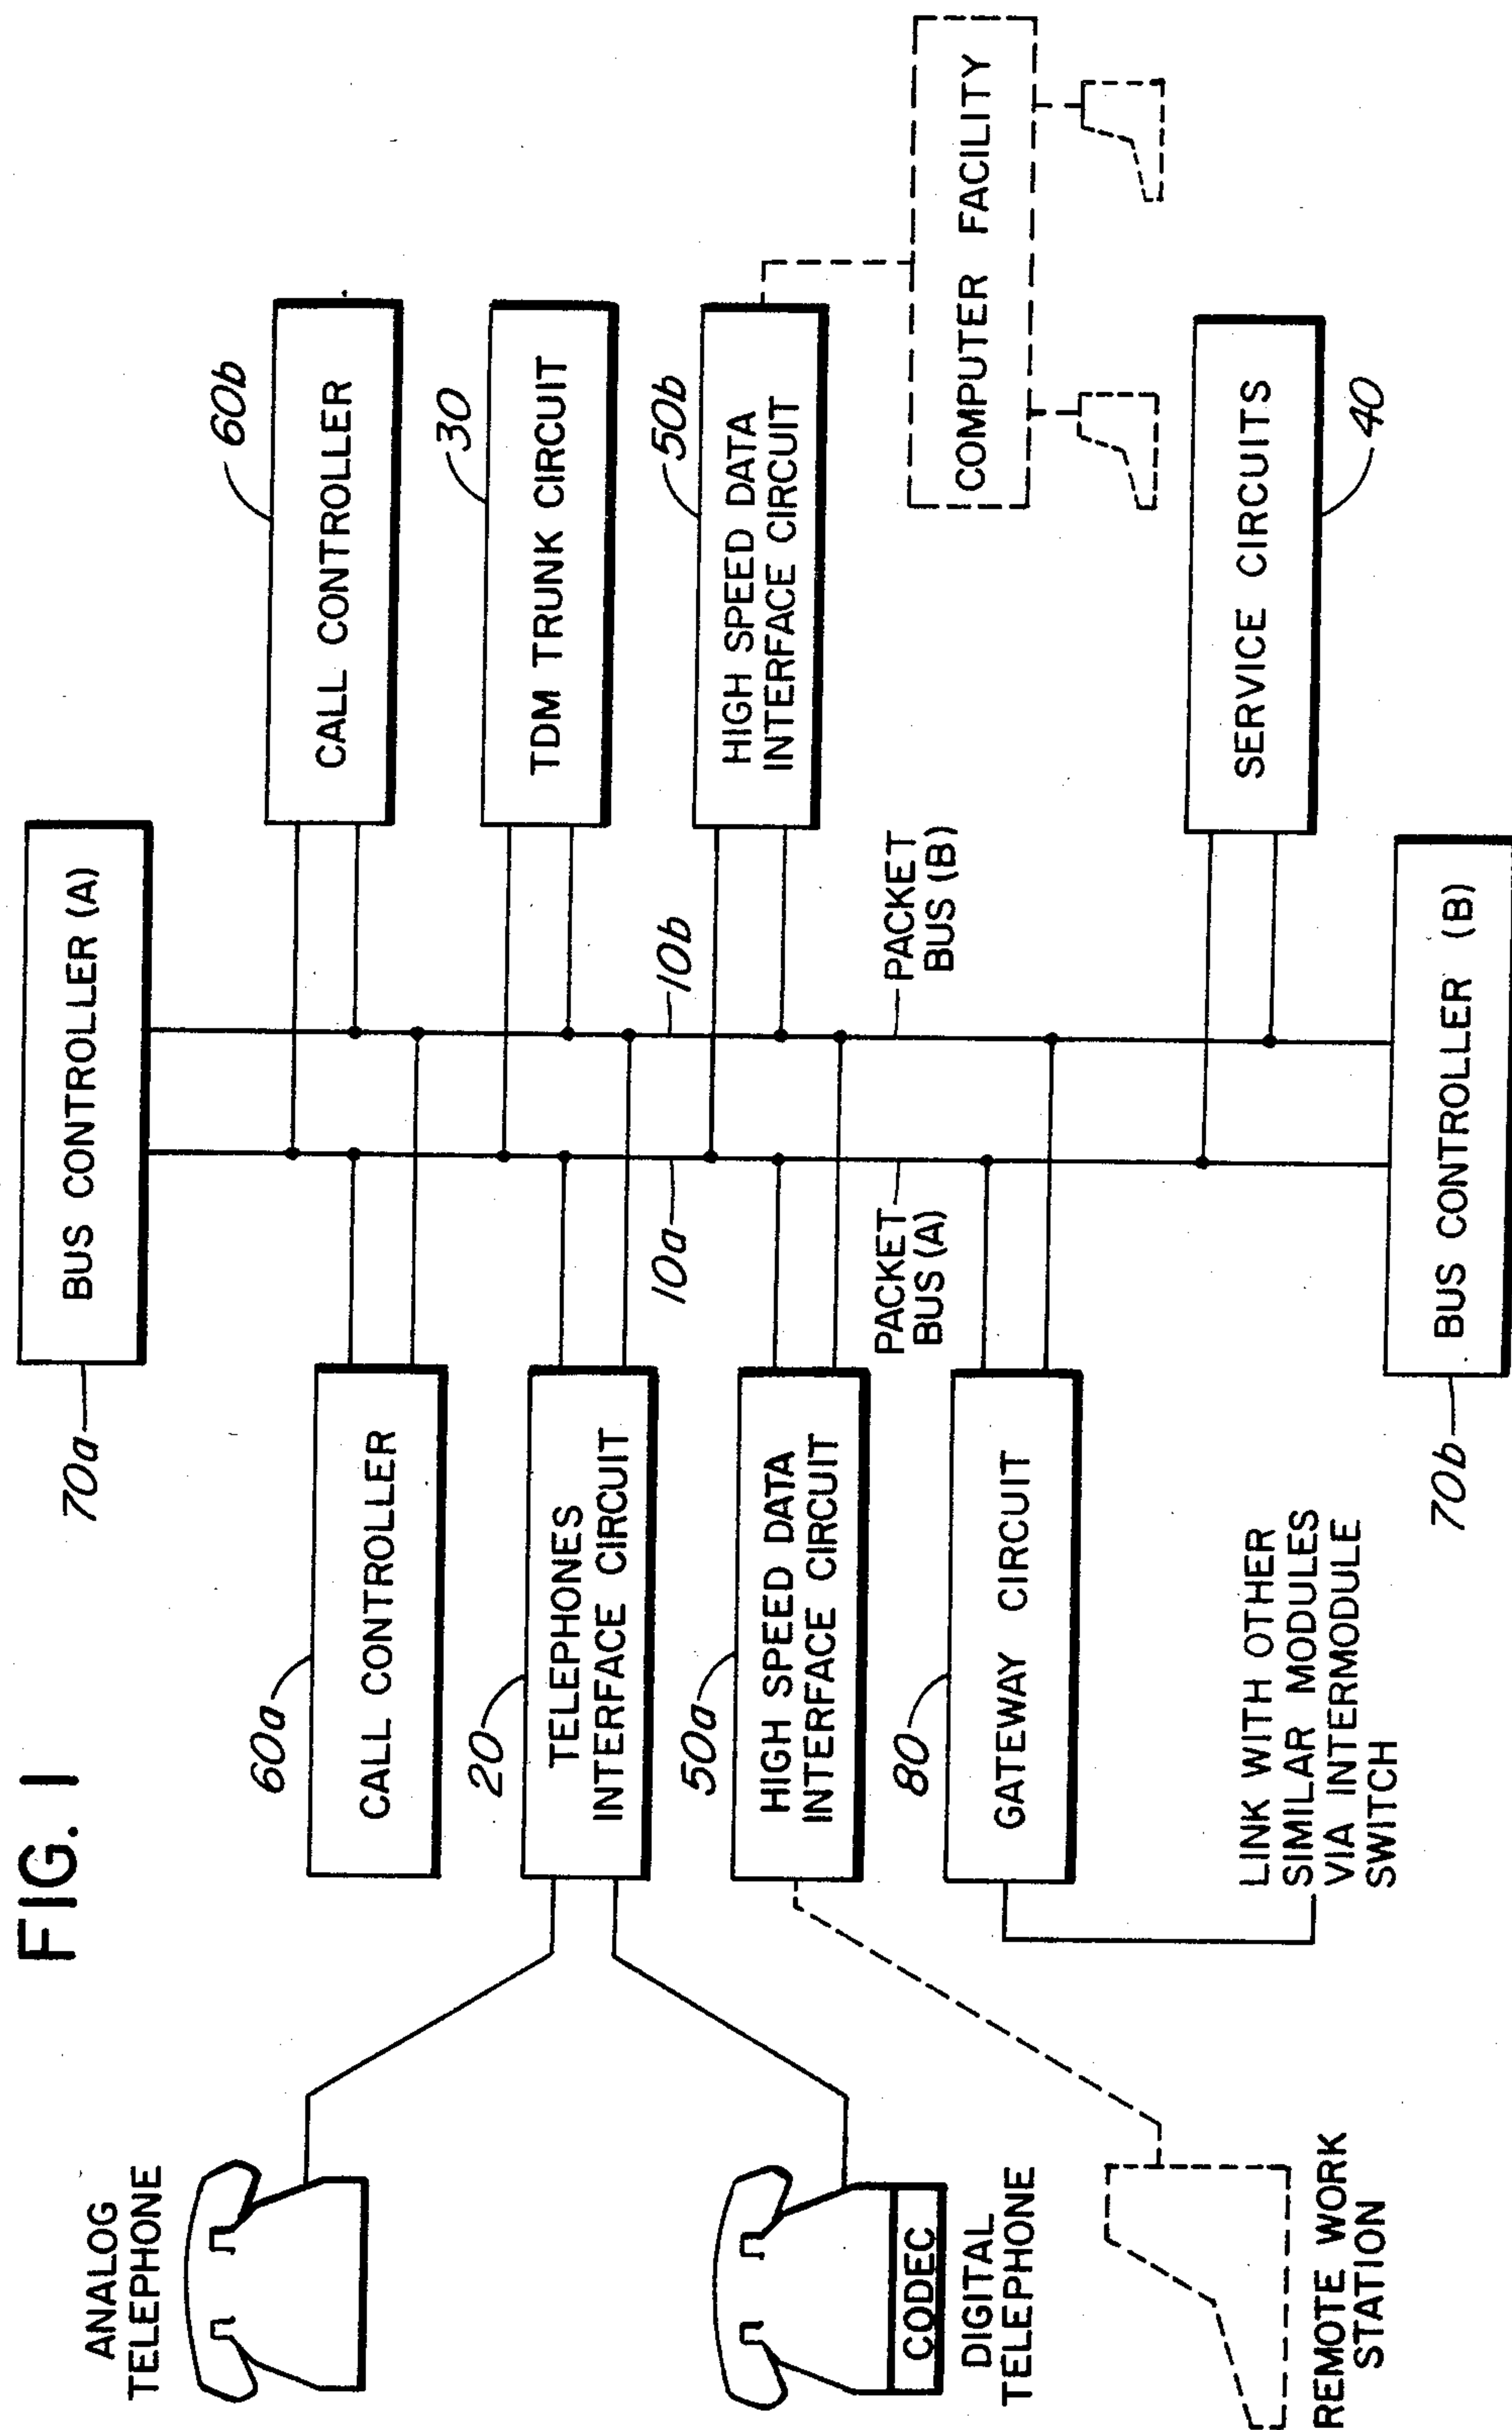 FIG. 1
70a
BUS CONTROLLER (A)
60a
CALL CONTROLLER
60b
CALL CONTROLLER
ANALOG
TELEPHONE
20
TELEPHONES
INTERFACE CIRCUIT
30
TDM TRUNK CIRCUIT
10a
10b
50a
HIGH SPEED DATA
INTERFACE CIRCUIT
50b
HIGH SPEED DATA
INTERFACE CIRCUIT
CODEC
DIGITAL
TELEPHONE
PACKET
BUS (A)
PACKET
BUS (B)
COMPUTER FACILITY
80
GATEWAY CIRCUIT
LINK WITH OTHER
SIMILAR MODULES
VIA INTERMODULE
SWITCH
SERVICE CIRCUITS
40
REMOTE WORK
STATION
70b
BUS CONTROLLER (B)